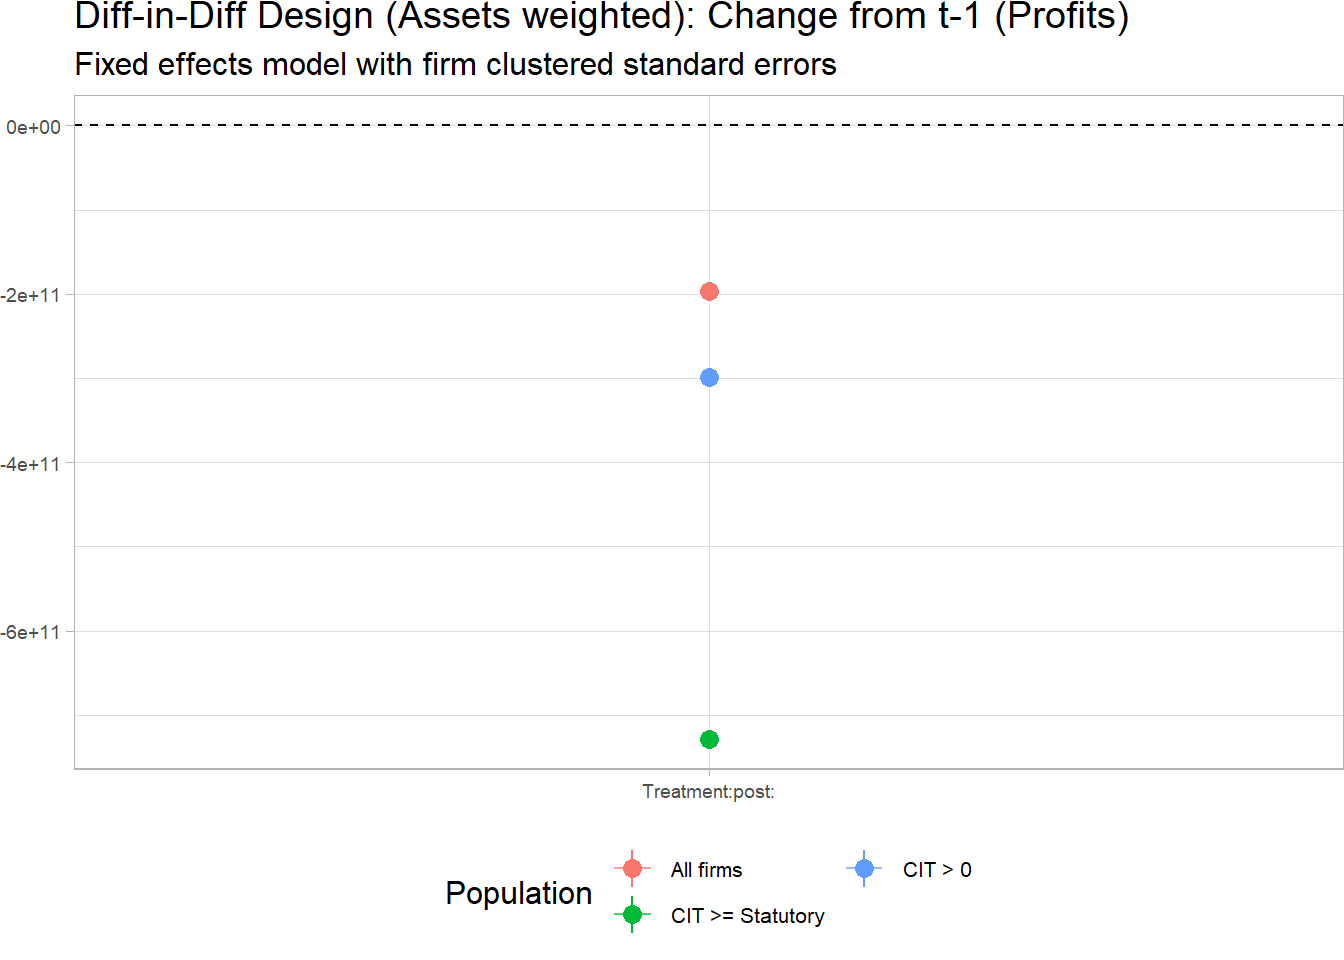 Diff-in-Diff Design (Assets weighted): Change from t-1 (Profits)
Fixed effects model with firm clustered standard errors
0e+00
-2e+11
-4e+11
-6e+11
Treatment:post:
Population
All firms
CIT > 0
CIT >= Statutory